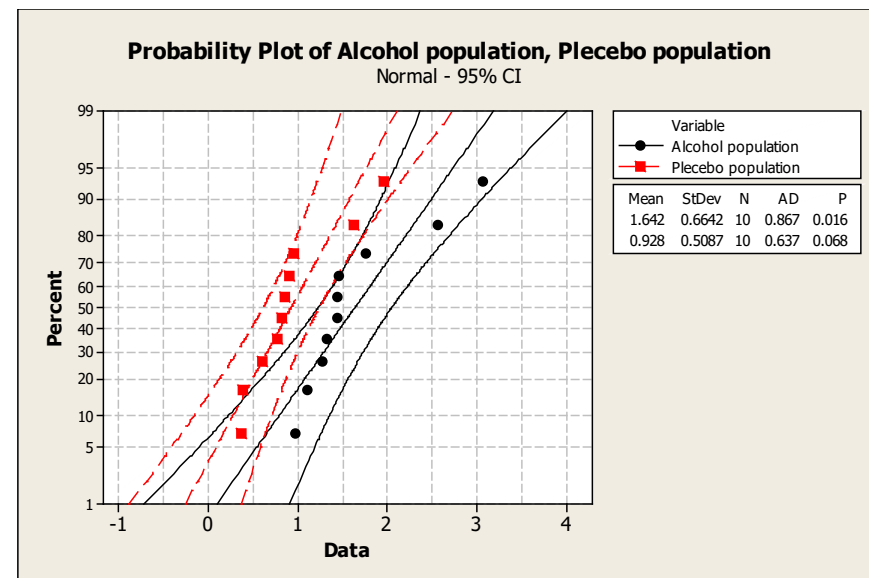 Probability Plot of Alcohol population, Plecebo population
Normal - 95% CI
99
95
90
80
70
60
50
40
30
20
10
5
1
Percent
-1 0 1 2 3 4
Data
Variable
Alcohol population
Plecebo population
Mean StDev N AD P
1.642 0.6642 10 0.867 0.016
0.928 0.5087 10 0.637 0.068